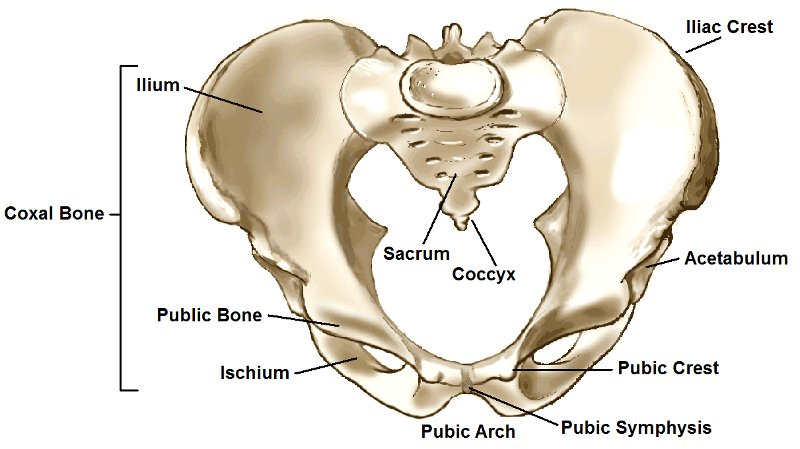 Iliac Crest
Ilium
Coxal Bone
Sacrum
Coccyx
Acetabulum
Public Bone
Ischium
Pubic Crest
Pubic Arch
Pubic Symphysis